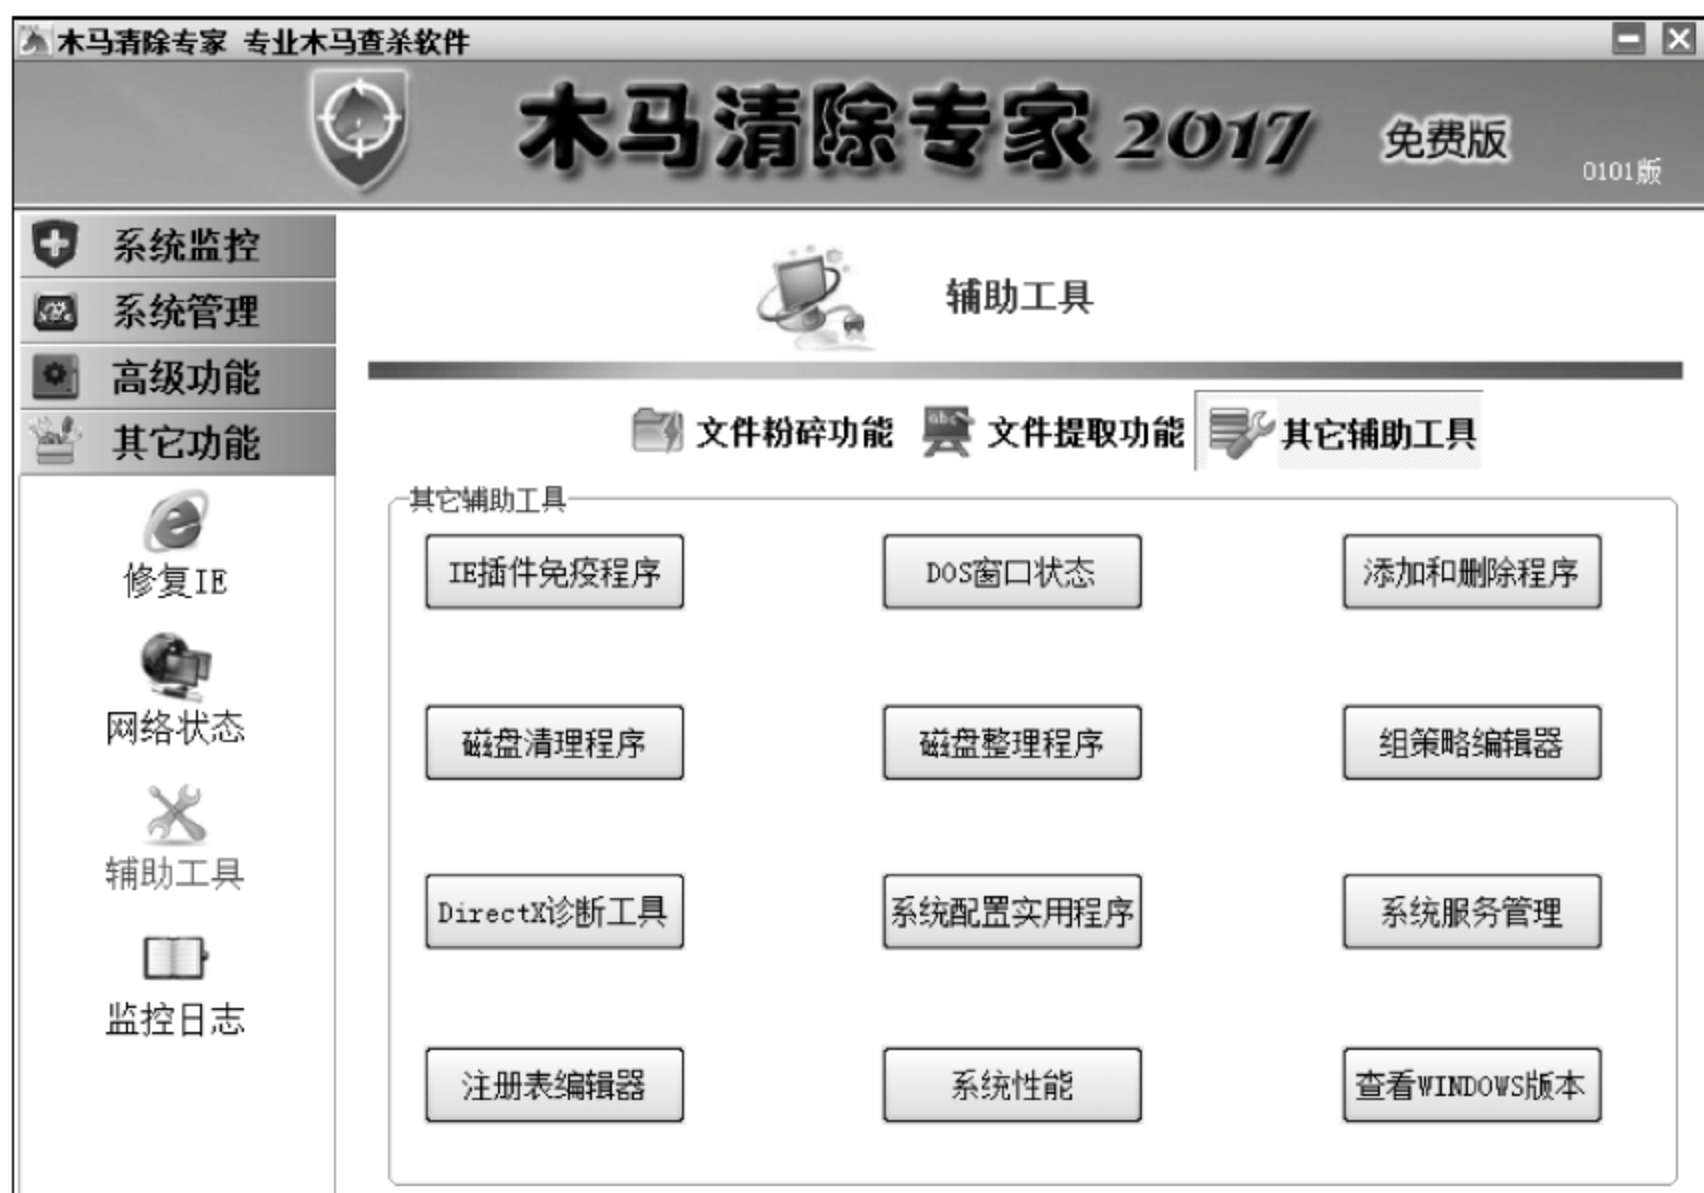 木马清除专家 专业木马查杀软件
木马清除专家2017 免费版
0101版
系统监控
系统管理
高级功能
其它功能
修复IE
网络状态
辅助工具
监控日志
辅助工具
文件粉碎功能 文件提取功能 其它辅助工具
其它辅助工具
IE插件免疫程序 DOS窗口状态 添加和删除程序
磁盘清理程序 磁盘整理程序 组策略编辑器
DirectX诊断工具 系统配置实用程序 系统服务管理
注册表编辑器 系统性能 查看WINDOWS版本